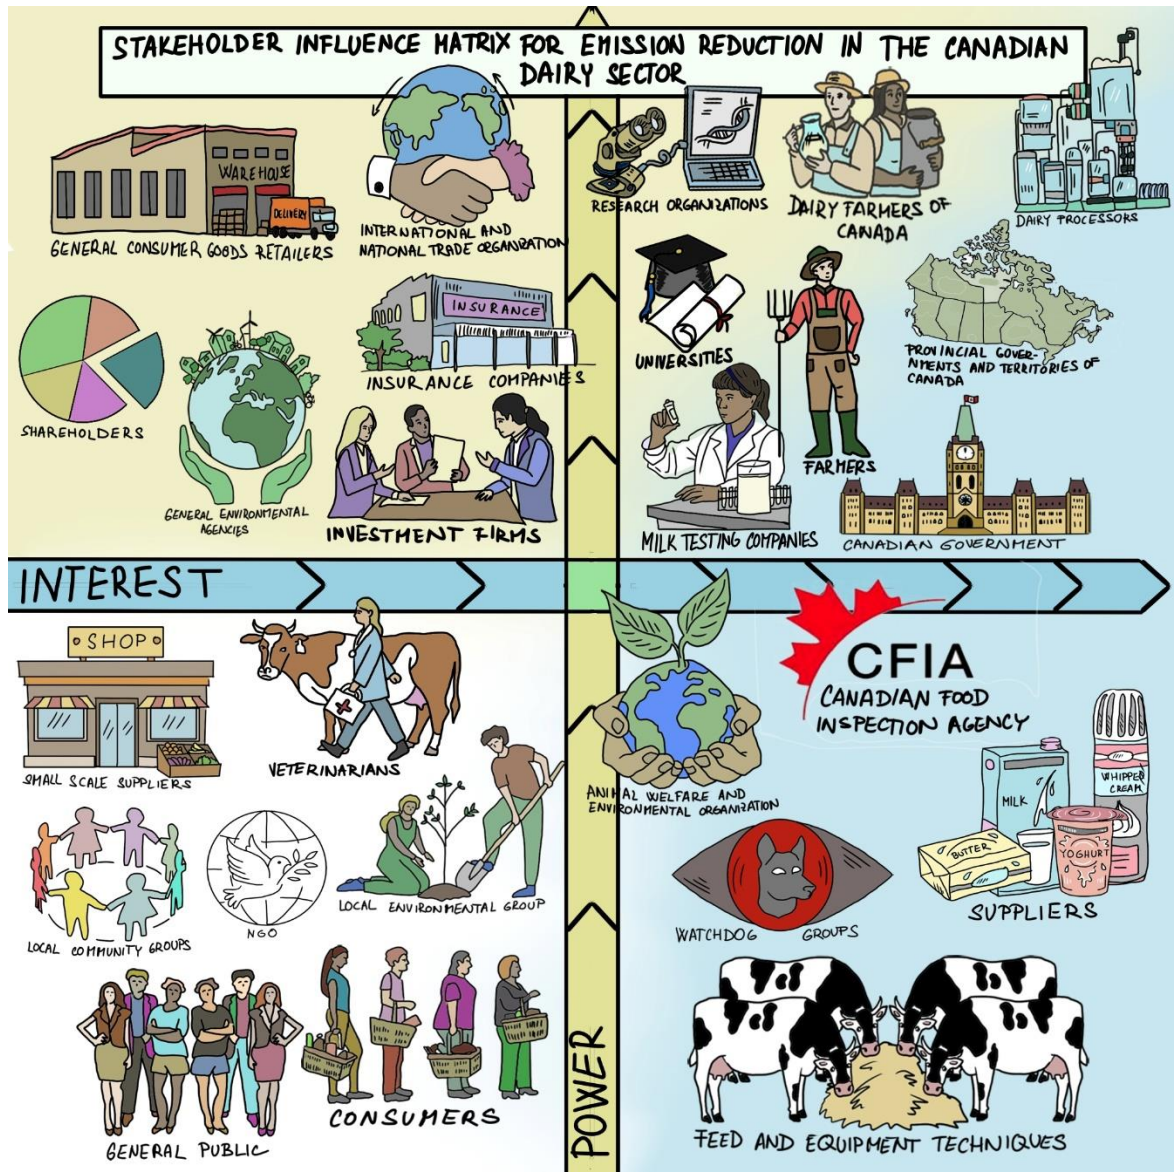 STAKEHOLDER INFLUENCE MATRIX FOR EMISSION REDUCTION IN THE CANADIAN
DAIRY SECTOR
WAREHOUSE
DELIVERY
GENERAL CONSUMER GOODS RETAILERS
INTERNATIONAL AND
NATIONAL TRADE ORGANIZATION
RESEARCH ORGANIZATIONS
DAIRY FARMERS OF
CANADA
DAIRY PROCESSORS
SHAREHOLDERS
GENERAL ENVIRONMENTAL
AGENCIES
INSURANCE
INSURANCE COMPANIES
INVESTMENT FIRMS
UNIVERSITIES
FARMERS
PROVINCIAL GOVER-
NMENTS AND TERRITORIES OF
CANADA
MILK TESTING COMPANIES
CANADIAN GOVERNMENT
INTEREST
SHOP
SMALL SCALE SUPPLIERS
VETERINARIANS
LOCAL COMMUNITY GROUPS
NGO
LOCAL ENVIRONMENTAL GROUP
GENERAL PUBLIC
CONSUMERS
POWER
ANIMAL WELFARE AND
ENVIRONMENTAL ORGANIZATION
CFIA
CANADIAN FOOD
INSPECTION AGENCY
MILK
WHIPPED
CREAM
BUTTER
YOGHURT
SUPPLIERS
WATCHDOG GROUPS
FEED AND EQUIPMENT TECHNIQUES